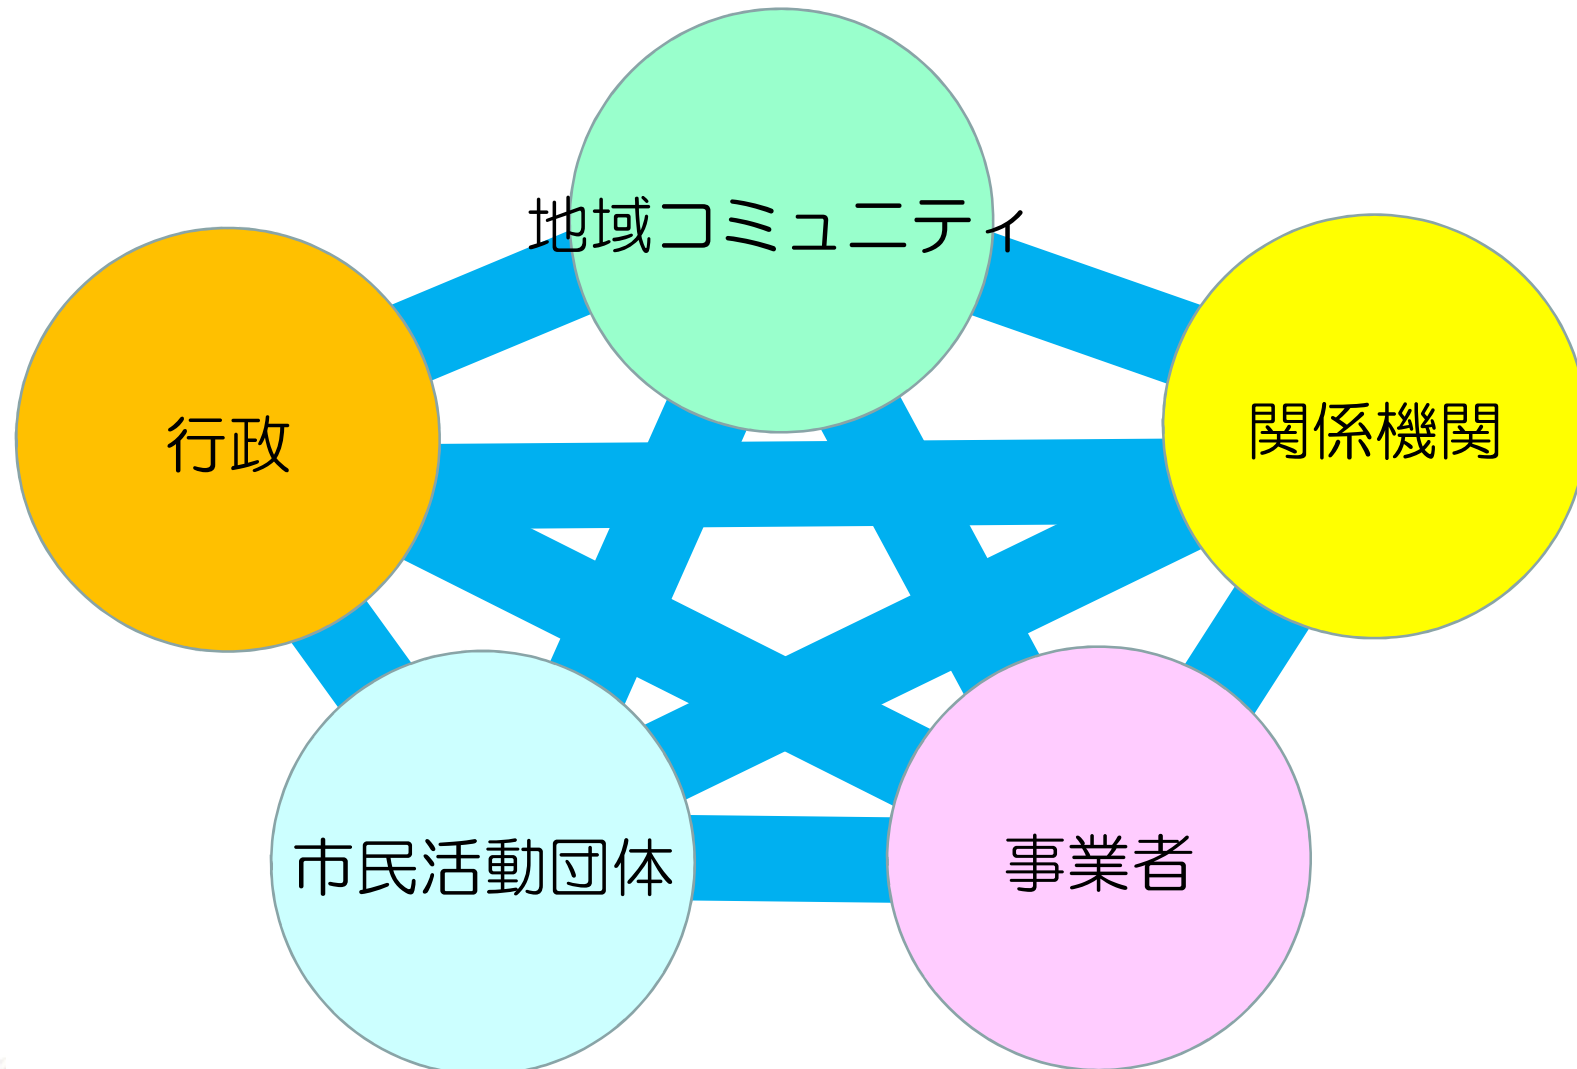 地域コミュニティ
行政
関係機関
市民活動団体
事業者